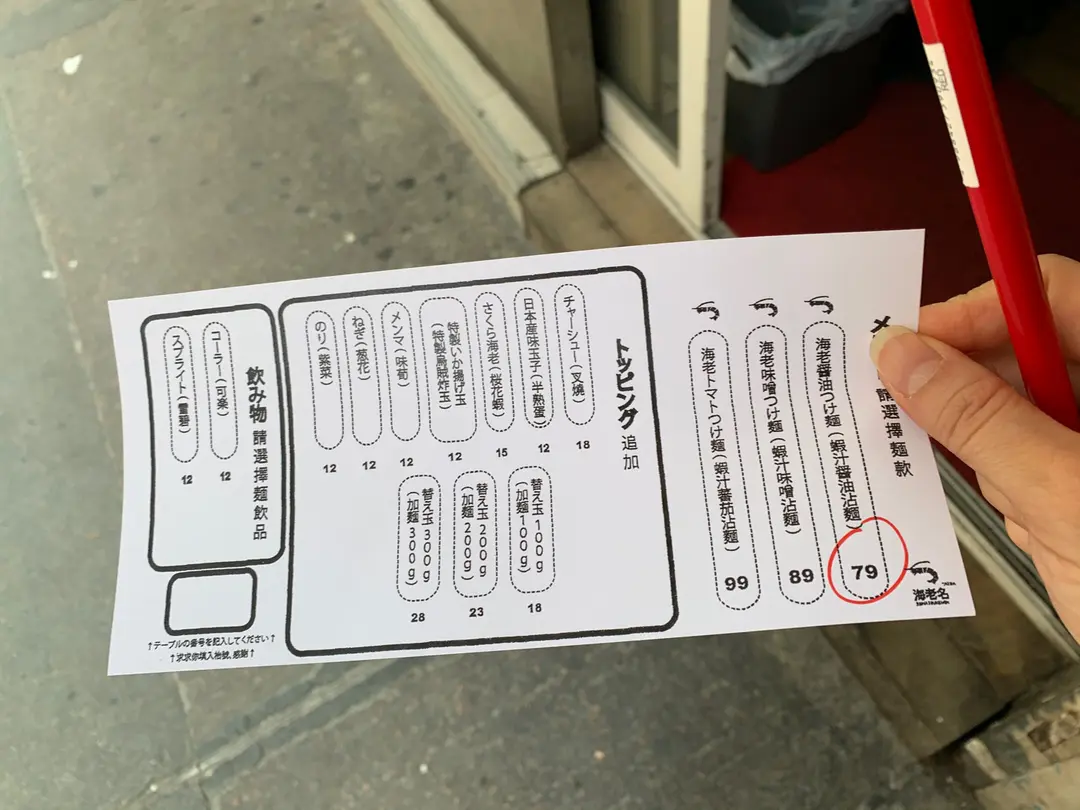 メ
請選擇麵款
海老醤油つけ麺(蝦汁醤油沾麵)
79
海老味噌つけ麺(蝦汁味噌沾麵)
89
海老トマトつけ麺(蝦汁蕃茄沾麵)
99
海老名
トッピング 追加
チャーシュー(叉燒)
18
日本産味玉子(半熟蛋)
12
さくら海老(桜花蝦)
15
特製いか揚げ玉
(特製烏賊炸玉)
12
メンマ(味筍)
12
ねぎ(葱花)
12
のり(紫菜)
12
替え玉100g
(加麵100g)
18
替え玉200g
(加麵200g)
23
替え玉300g
(加麵300g)
28
飲み物 請選擇麵飲品
コーラー(可楽)
12
スプライト(雪碧)
12
↑テーブルの番号を記入してください↑
↑求求你填入枱號,感謝↑